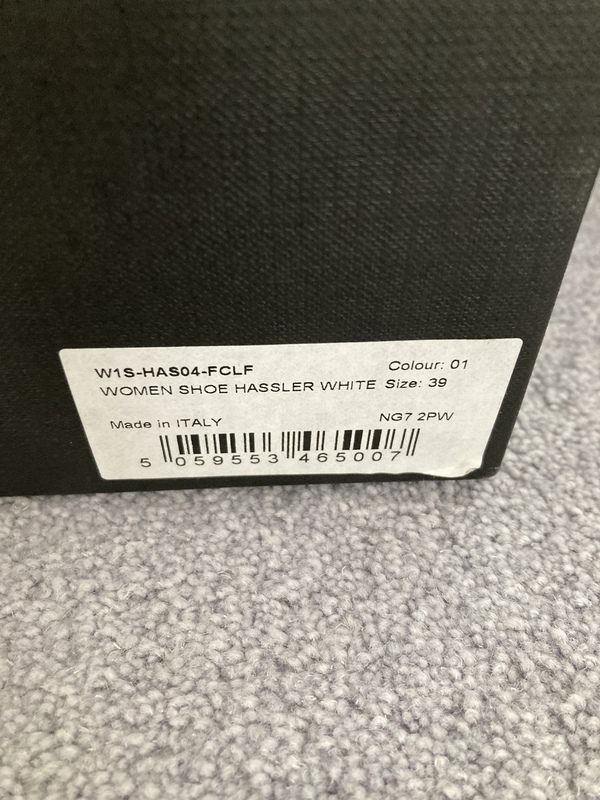 W1S-HAS04-FCLF Colour: 01
WOMEN SHOE HASSLER WHITE Size: 39
Made in ITALY NG7 2PW
5 059553 465007